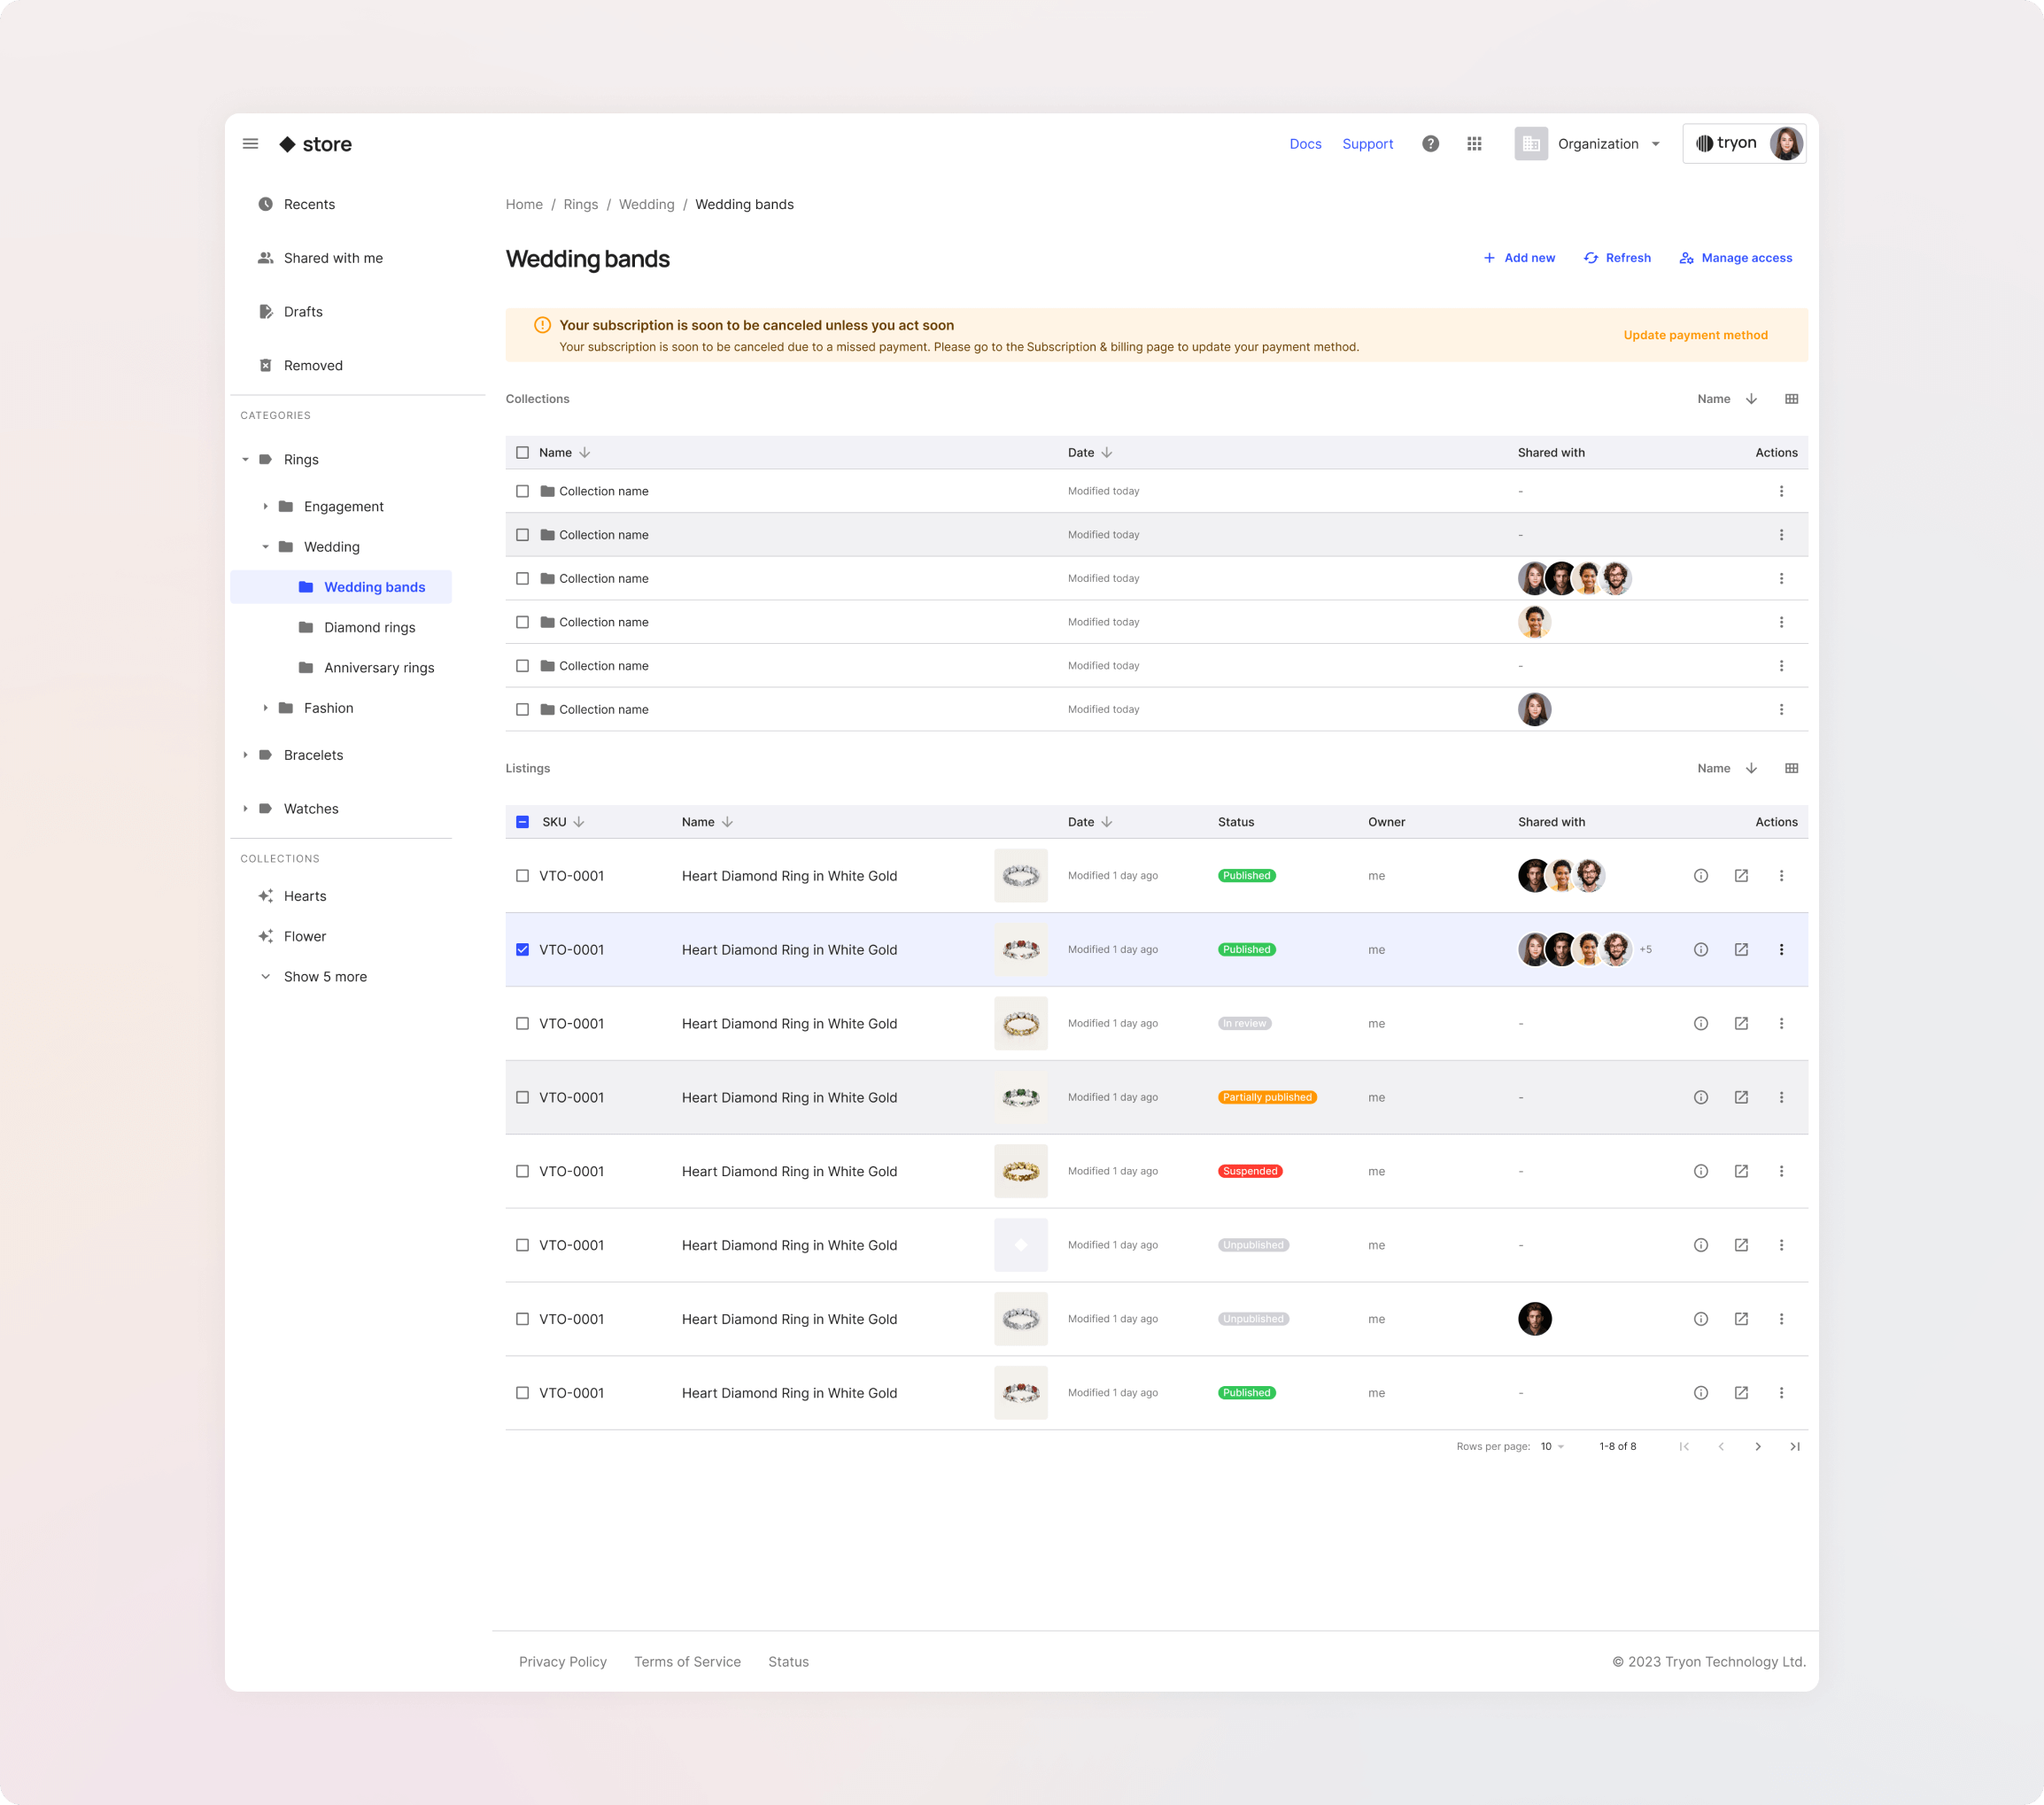 store
Docs Support Organization tryon
Recents
Shared with me
Drafts
Removed
CATEGORIES
Rings
Engagement
Wedding
Wedding bands
Diamond rings
Anniversary rings
Fashion
Bracelets
Watches
COLLECTIONS
Hearts
Flower
Show 5 more
Home / Rings / Wedding / Wedding bands
Wedding bands
Add new Refresh Manage access
Your subscription is soon to be canceled unless you act soon
Your subscription is soon to be canceled due to a missed payment. Please go to the Subscription & billing page to update your payment method.
Update payment method
Collections Name
Name Date Shared with Actions
Collection name Modified today -
Collection name Modified today -
Collection name Modified today
Collection name Modified today
Collection name Modified today -
Collection name Modified today
Listings Name
SKU Name Date Status Owner Shared with Actions
VTO-0001 Heart Diamond Ring in White Gold Modified 1 day ago Published me
VTO-0001 Heart Diamond Ring in White Gold Modified 1 day ago Published me +5
VTO-0001 Heart Diamond Ring in White Gold Modified 1 day ago In review me -
VTO-0001 Heart Diamond Ring in White Gold Modified 1 day ago Partially published me -
VTO-0001 Heart Diamond Ring in White Gold Modified 1 day ago Suspended me -
VTO-0001 Heart Diamond Ring in White Gold Modified 1 day ago Unpublished me -
VTO-0001 Heart Diamond Ring in White Gold Modified 1 day ago Unpublished me
VTO-0001 Heart Diamond Ring in White Gold Modified 1 day ago Published me -
Rows per page: 10 1-8 of 8
Privacy Policy Terms of Service Status © 2023 Tryon Technology Ltd.